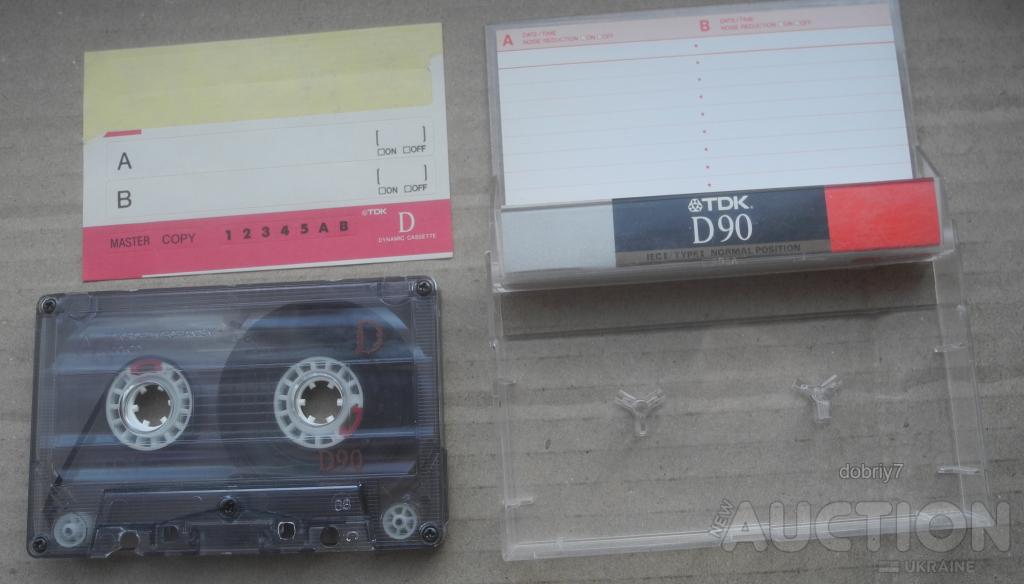 A
[ ]
□ON □OFF
B
[ ]
□ON □OFF
MASTER COPY 1 2 3 4 5 A B
TDK
D
DYNAMIC CASSETTE
A DATE/TIME
NOISE REDUCTION □ON □OFF
B DATE/TIME
NOISE REDUCTION □ON □OFF
TDK
D90
IEC I / TYPE I NORMAL POSITION
D
D90
dobriy7
NEW AUCTION
UKRAINE